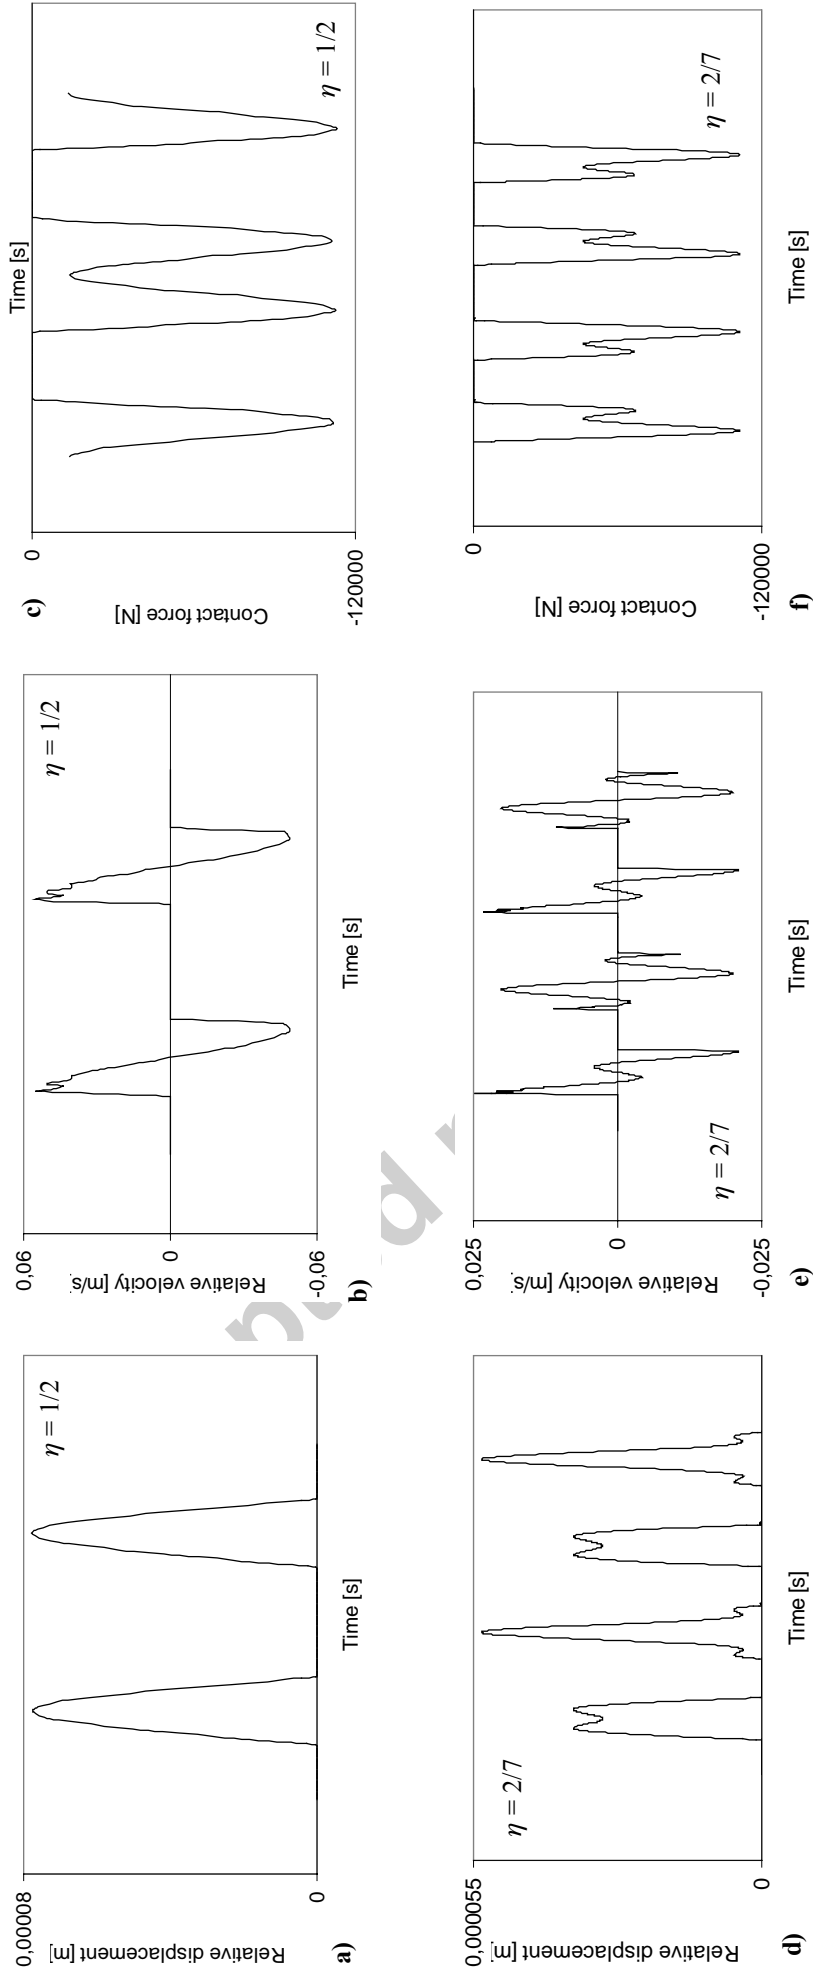 0,00008
0
Relative displacement [m]
η = 1/2
Time [s]
a)
0,06
0
-0,06
Relative velocity [m/s]
η = 1/2
Time [s]
b)
Time [s]
0
-120000
Contact force [N]
η = 1/2
c)
0,000055
0
Relative displacement [m]
η = 2/7
Time [s]
d)
0,025
0
-0,025
Relative velocity [m/s]
η = 2/7
Time [s]
e)
0
-120000
Contact force [N]
η = 2/7
Time [s]
f)